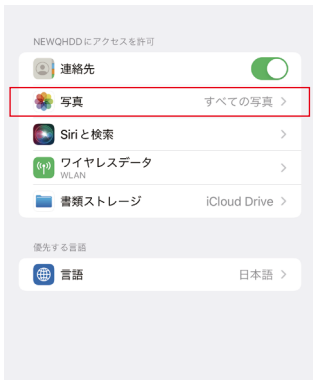 NEWQHDDにアクセスを許可
連絡先
写真 すべての写真
Siriと検索
ワイヤレスデータ
WLAN
書類ストレージ iCloud Drive
優先する言語
言語 日本語